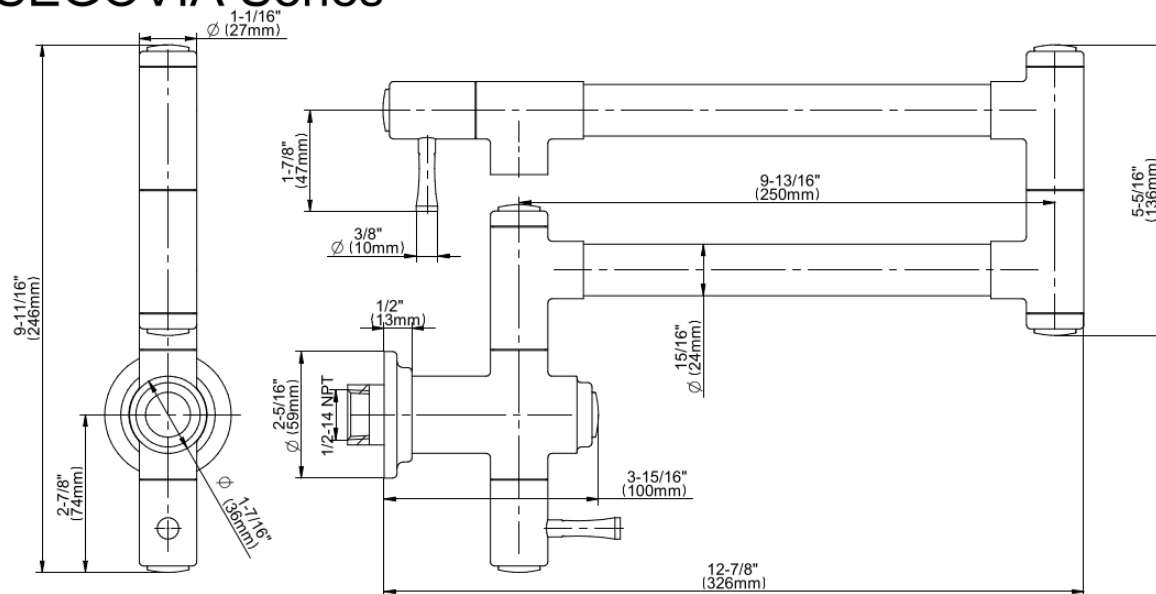 SEGOVIA Series
1-1/16"
Ø (27mm)
1-7/8"
(47mm)
9-13/16"
(250mm)
5-5/16"
(136mm)
3/8"
Ø (10mm)
9-11/16"
(246mm)
1/2"
(13mm)
15/16"
Ø (24mm)
2-5/16"
Ø (59mm)
1/2-14 NPT
2-7/8"
(74mm)
Ø 1-7/16"
(36mm)
3-15/16"
(100mm)
12-7/8"
(326mm)